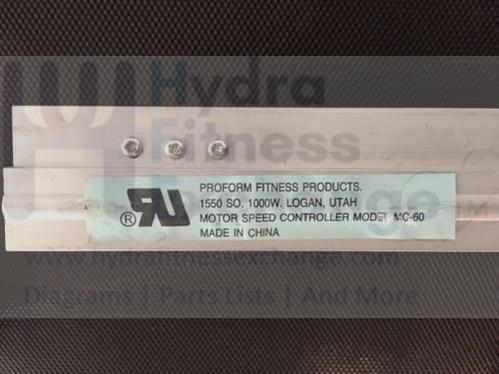 Hydra
Fitness
Exchange
PROFORM FITNESS PRODUCTS.
1550 SO. 1000W. LOGAN, UTAH
MOTOR SPEED CONTROLLER MODEL MC-60
MADE IN CHINA
®
www.hydrafitnessexchange.com
Diagrams | Parts Lists | And More